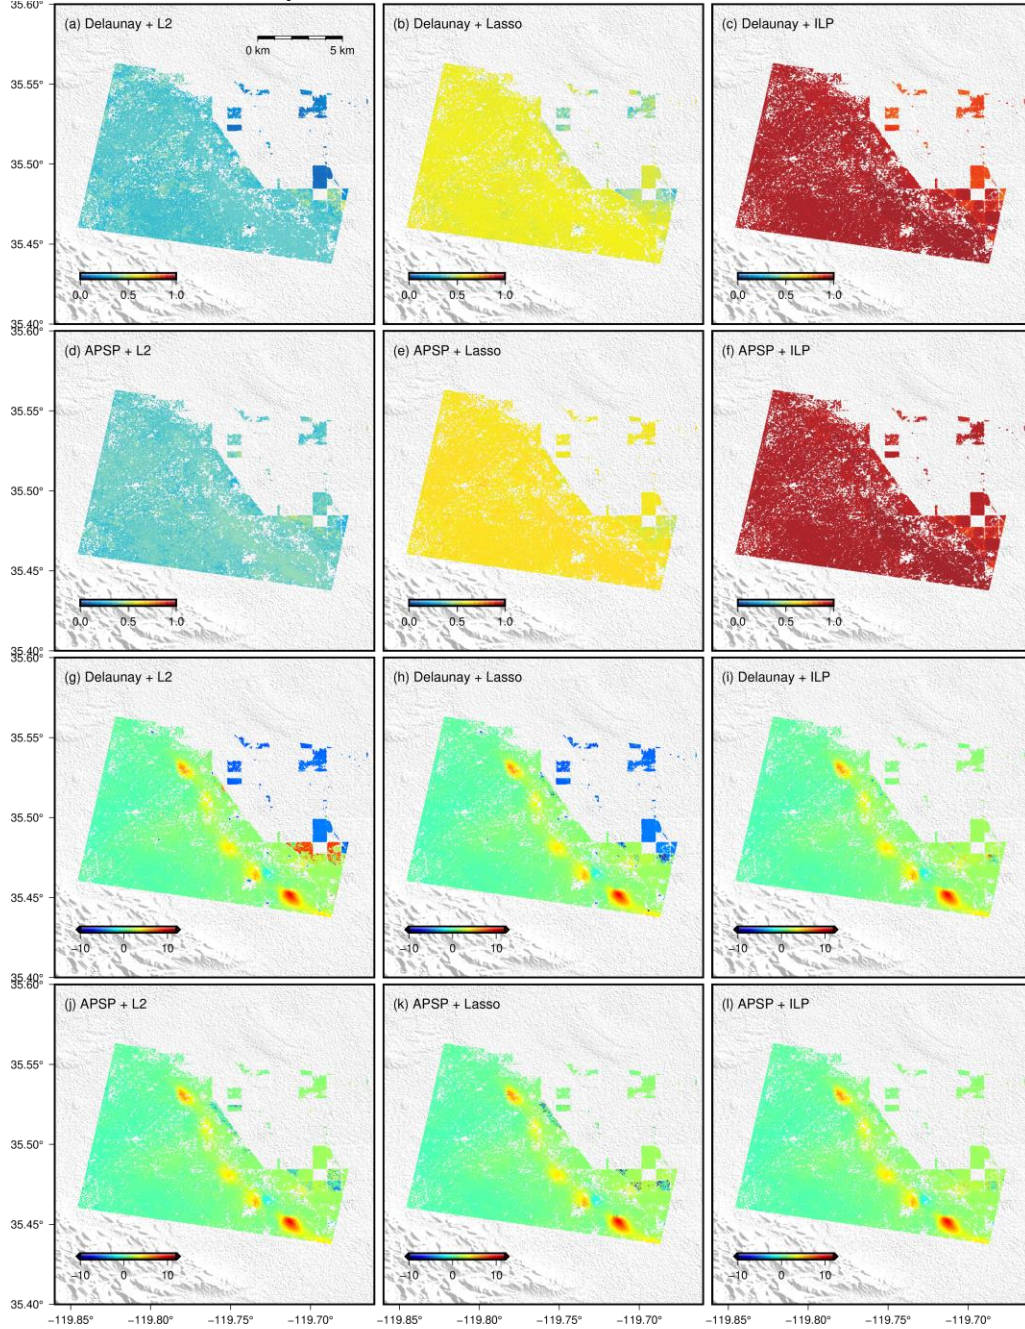 35.60°
(a) Delaunay + L2
(b) Delaunay + Lasso
(c) Delaunay + ILP
0 km 5 km
35.55°
35.50°
35.45°
0.0 0.5 1.0
0.0 0.5 1.0
0.0 0.5 1.0
35.40°
35.60°
(d) APSP + L2
(e) APSP + Lasso
(f) APSP + ILP
35.55°
35.50°
35.45°
0.0 0.5 1.0
0.0 0.5 1.0
0.0 0.5 1.0
35.40°
35.60°
(g) Delaunay + L2
(h) Delaunay + Lasso
(i) Delaunay + ILP
35.55°
35.50°
35.45°
−10 0 10
−10 0 10
−10 0 10
35.40°
35.60°
(j) APSP + L2
(k) APSP + Lasso
(l) APSP + ILP
35.55°
35.50°
35.45°
−10 0 10
−10 0 10
−10 0 10
35.40°
−119.85° −119.80° −119.75° −119.70°
−119.85° −119.80° −119.75° −119.70°
−119.85° −119.80° −119.75° −119.70°